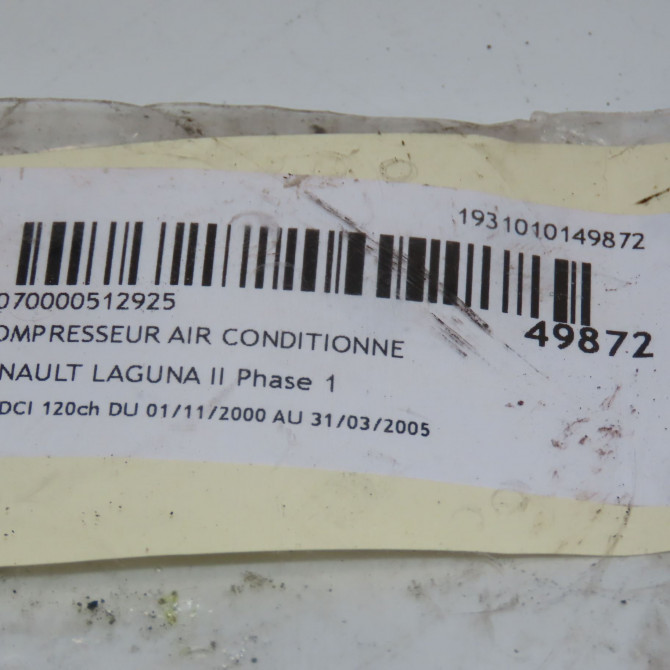 1931010149872
070000512925
49872
OMPRESSEUR AIR CONDITIONNE
NAULT LAGUNA II Phase 1
DCI 120ch DU 01/11/2000 AU 31/03/2005